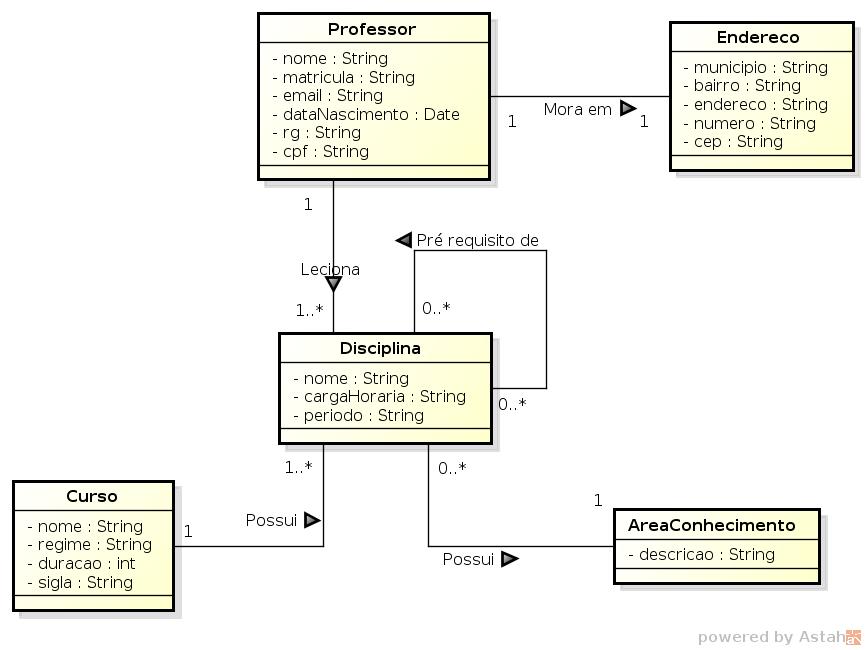 Professor
- nome : String
- matricula : String
- email : String
- dataNascimento : Date
- rg : String
- cpf : String
Endereco
- municipio : String
- bairro : String
- endereco : String
- numero : String
- cep : String
1
Mora em
1
1
Leciona
1..*
Pré requisito de
0..*
0..*
Disciplina
- nome : String
- cargaHoraria : String
- periodo : String
1..*
0..*
Curso
- nome : String
- regime : String
- duracao : int
- sigla : String
1
Possui
Possui
1
AreaConhecimento
- descricao : String
powered by Astah